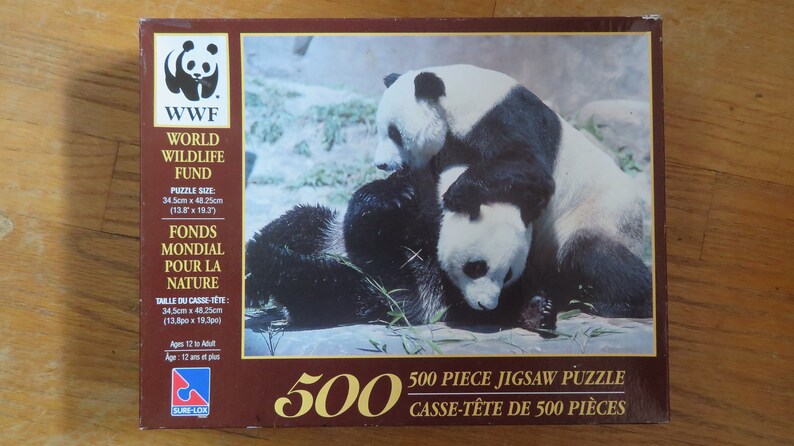 WWF
WORLD
WILDLIFE
FUND
PUZZLE SIZE:
34.5cm x 48.25cm
(13.8" x 19.3")
FONDS
MONDIAL
POUR LA
NATURE
TAILLE DU CASSE-TÊTE :
34,5cm x 48,25cm
(13,8po x 19,3po)
Ages 12 to Adult
Âge : 12 ans et plus
SURE-LOX
500
500 PIECE JIGSAW PUZZLE
CASSE-TÊTE DE 500 PIÈCES